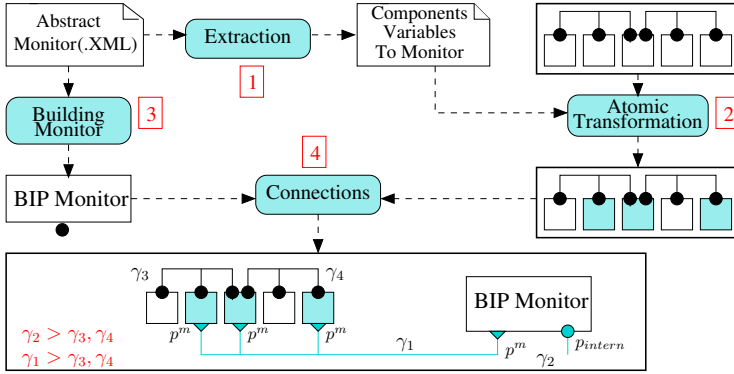 Abstract
Monitor(.XML)
Extraction
1
Components
Variables
To Monitor
Building
Monitor
3
Atomic
Transformation
2
4
BIP Monitor
Connections
γ3
γ4
BIP Monitor
γ2 > γ3, γ4
γ1 > γ3, γ4
p^m
p^m
p^m
γ1
p^m
γ2
p_intern